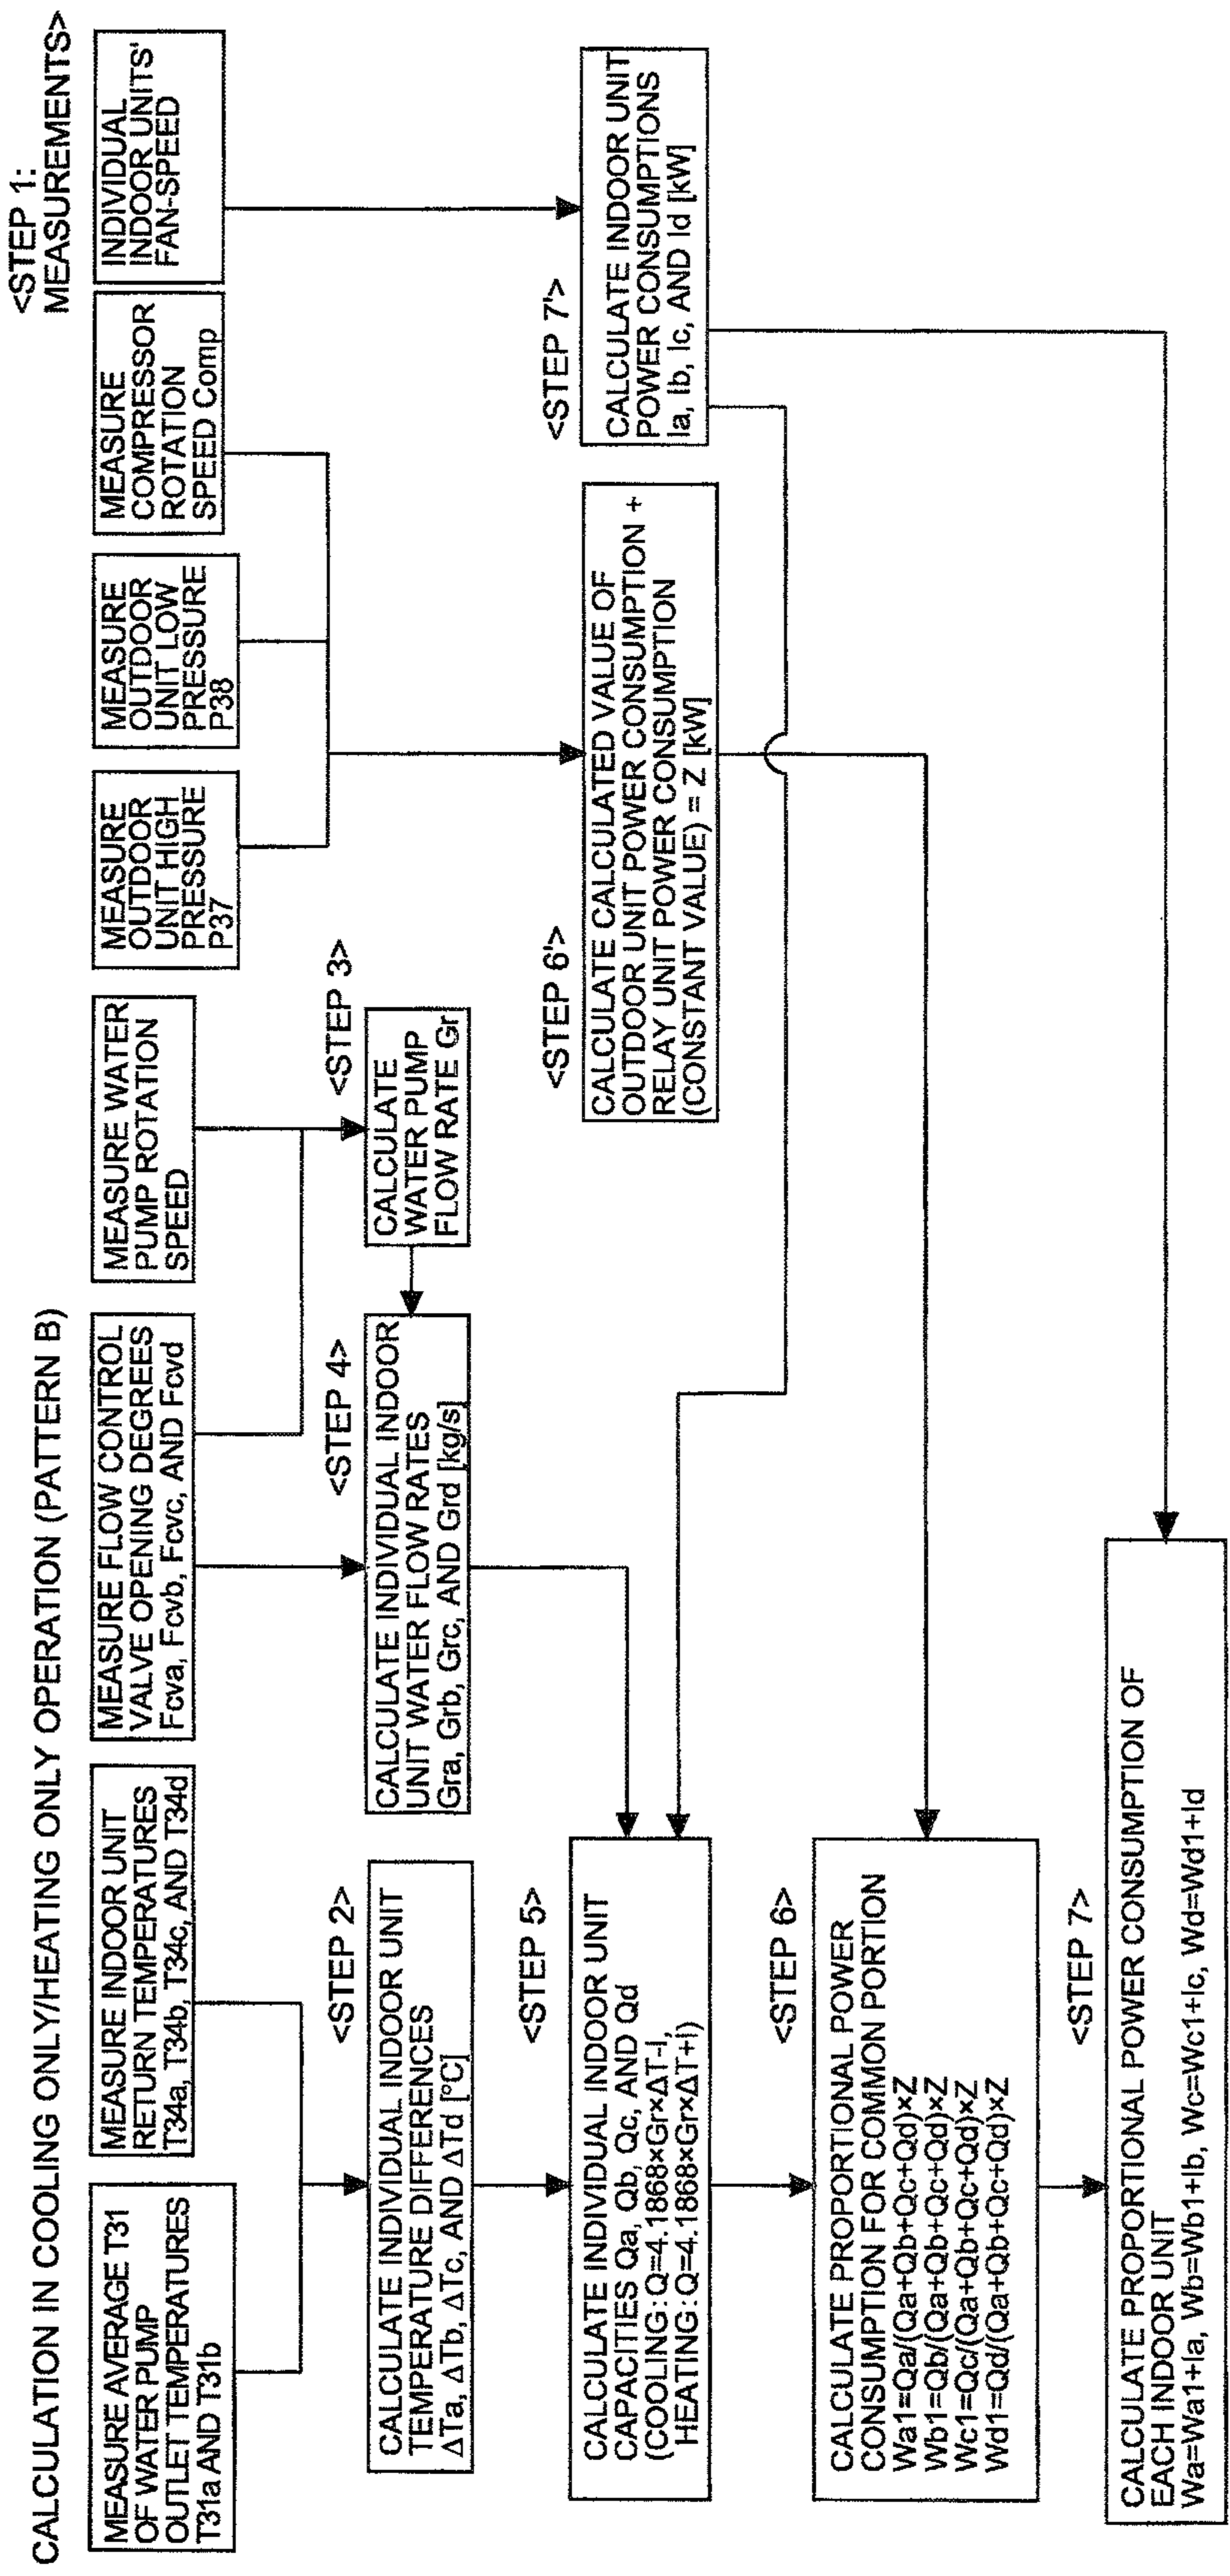 CALCULATION IN COOLING ONLY/HEATING ONLY OPERATION (PATTERN B)
<STEP 1:
MEASUREMENTS>
MEASURE AVERAGE T31
OF WATER PUMP
OUTLET TEMPERATURES
T31a AND T31b
MEASURE INDOOR UNIT
RETURN TEMPERATURES
T34a, T34b, T34c, AND T34d
MEASURE FLOW CONTROL
VALVE OPENING DEGREES
Fcva, Fcvb, Fcvc, AND Fcvd
MEASURE WATER
PUMP ROTATION
SPEED
MEASURE
OUTDOOR
UNIT HIGH
PRESSURE
P37
MEASURE
OUTDOOR
UNIT LOW
PRESSURE
P38
MEASURE
COMPRESSOR
ROTATION
SPEED Comp
INDIVIDUAL
INDOOR UNITS'
FAN-SPEED
<STEP 2>
CALCULATE INDIVIDUAL INDOOR UNIT
TEMPERATURE DIFFERENCES
ΔTa, ΔTb, ΔTc, AND ΔTd [°C]
<STEP 4>
CALCULATE INDIVIDUAL INDOOR
UNIT WATER FLOW RATES
Gra, Grb, Grc, AND Grd [kg/s]
<STEP 3>
CALCULATE
WATER PUMP
FLOW RATE Gr
<STEP 5>
CALCULATE INDIVIDUAL INDOOR UNIT
CAPACITIES Qa, Qb, Qc, AND Qd
(COOLING: Q=4.1868×Gr×ΔT-I,
HEATING: Q=4.1868×Gr×ΔT+I)
<STEP 6'>
CALCULATE CALCULATED VALUE OF
OUTDOOR UNIT POWER CONSUMPTION +
RELAY UNIT POWER CONSUMPTION
(CONSTANT VALUE) = Z [kW]
<STEP 7'>
CALCULATE INDOOR UNIT
POWER CONSUMPTIONS
Ia, Ib, Ic, AND Id [kW]
<STEP 6>
CALCULATE PROPORTIONAL POWER
CONSUMPTION FOR COMMON PORTION
Wa1=Qa/(Qa+Qb+Qc+Qd)×Z
Wb1=Qb/(Qa+Qb+Qc+Qd)×Z
Wc1=Qc/(Qa+Qb+Qc+Qd)×Z
Wd1=Qd/(Qa+Qb+Qc+Qd)×Z
<STEP 7>
CALCULATE PROPORTIONAL POWER CONSUMPTION OF
EACH INDOOR UNIT
Wa=Wa1+Ia, Wb=Wb1+Ib, Wc=Wc1+Ic, Wd=Wd1+Id